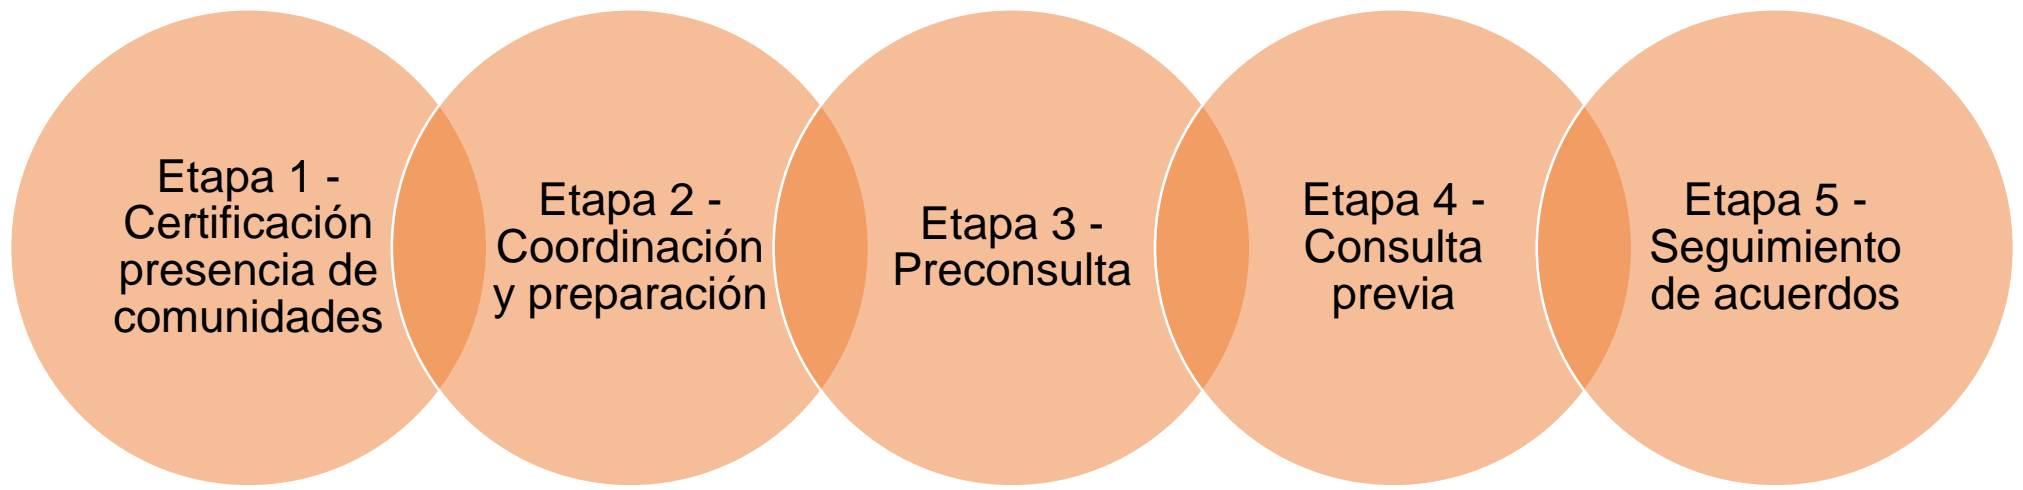 Etapa 1 -
Certificación
presencia de
comunidades
Etapa 2 -
Coordinación
y preparación
Etapa 3 -
Preconsulta
Etapa 4 -
Consulta
previa
Etapa 5 -
Seguimiento
de acuerdos